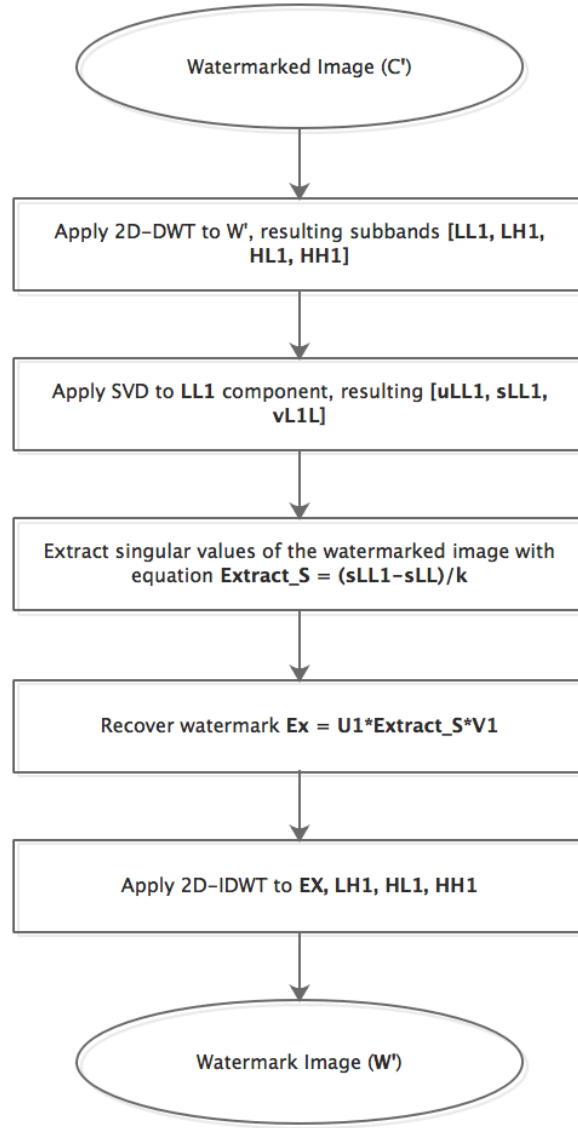 Watermarked Image (C')
Apply 2D-DWT to W', resulting subbands [LL1, LH1,
HL1, HH1]
Apply SVD to LL1 component, resulting [uLL1, sLL1,
vL1L]
Extract singular values of the watermarked image with
equation Extract_S = (sLL1-sLL)/k
Recover watermark Ex = U1*Extract_S*V1
Apply 2D-IDWT to EX, LH1, HL1, HH1
Watermark Image (W')